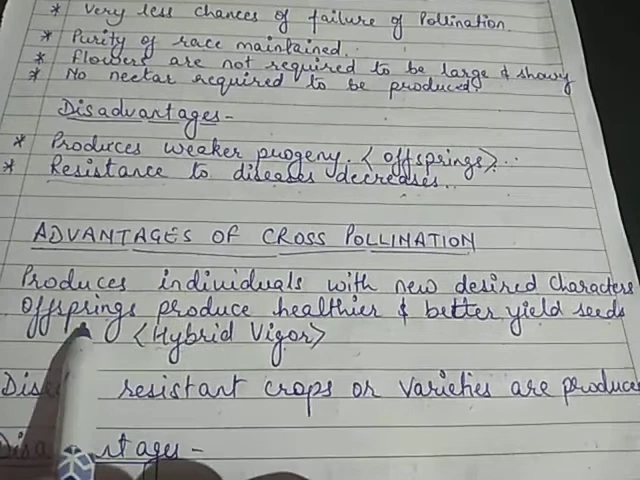 * Very less chances of failure of Pollination
* Purity of race maintained.
* Flowers are not required to be large & showy
* No nectar required to be produced.
Disadvantages -
* Produces weaker progeny. <offsprings>..
* Resistance to diseases decreases..
ADVANTAGES OF CROSS POLLINATION
Produces individuals with new desired characters
Offsprings produce healthier & better yield seeds
<Hybrid Vigor>
resistant crops or varieties are produce